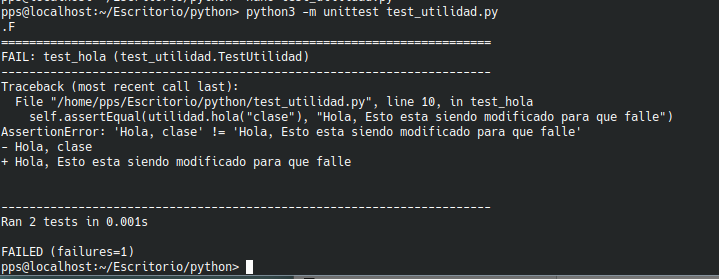 pps@localhost:~/Escritorio/python> python3 -m unittest test_utilidad.py
.F
======================================================================
FAIL: test_hola (test_utilidad.TestUtilidad)
----------------------------------------------------------------------
Traceback (most recent call last):
  File "/home/pps/Escritorio/python/test_utilidad.py", line 10, in test_hola
    self.assertEqual(utilidad.hola("clase"), "Hola, Esto esta siendo modificado para que falle")
AssertionError: 'Hola, clase' != 'Hola, Esto esta siendo modificado para que falle'
- Hola, clase
+ Hola, Esto esta siendo modificado para que falle
----------------------------------------------------------------------
Ran 2 tests in 0.001s
FAILED (failures=1)
pps@localhost:~/Escritorio/python>